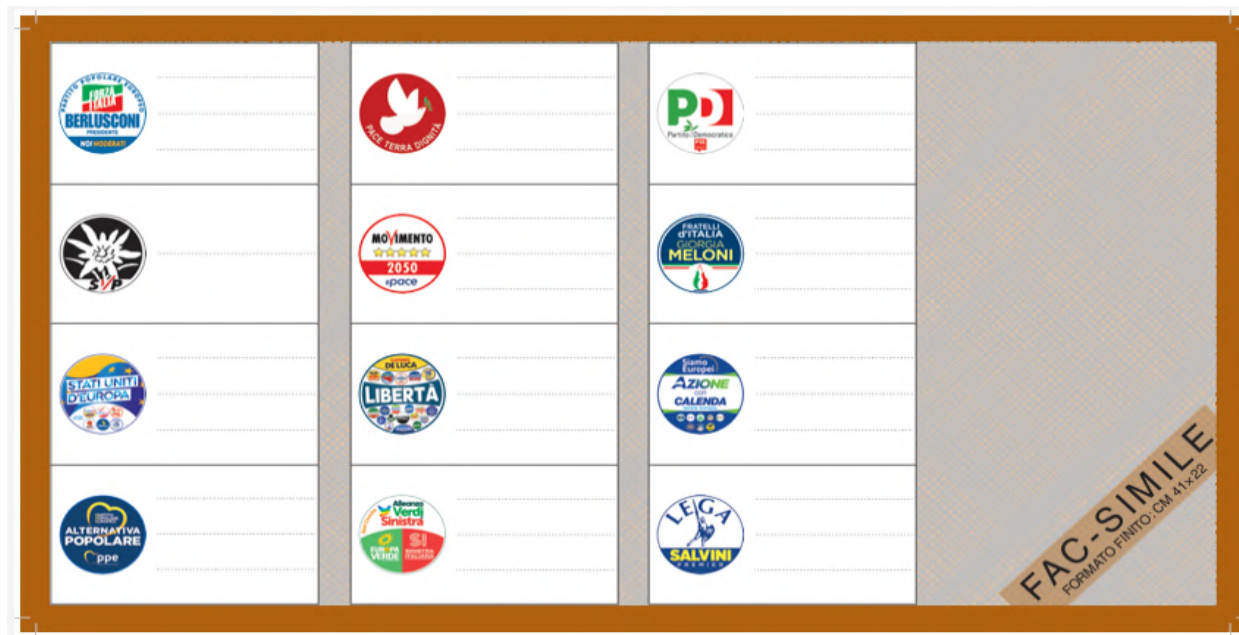 PARTITO POPOLARE EUROPEO
FORZA
ITALIA
BERLUSCONI
PRESIDENTE
NOI MODERATI
SVP
STATI UNITI
D'EUROPA
ALTERNATIVA
POPOLARE
ppe
PACE TERRA DIGNITÀ
MOVIMENTO
2050
#pace
DE LUCA
LIBERTÀ
Alleanza
Verdi
Sinistra
EUROPA
VERDE
SI
SINISTRA
ITALIANA
PD
Partito Democratico
FRATELLI
d'ITALIA
GIORGIA
MELONI
Siamo
Europei
AZIONE
con
CALENDA
LEGA
SALVINI
PREMIER
FAC-SIMILE
FORMATO FINITO: CM 41x22